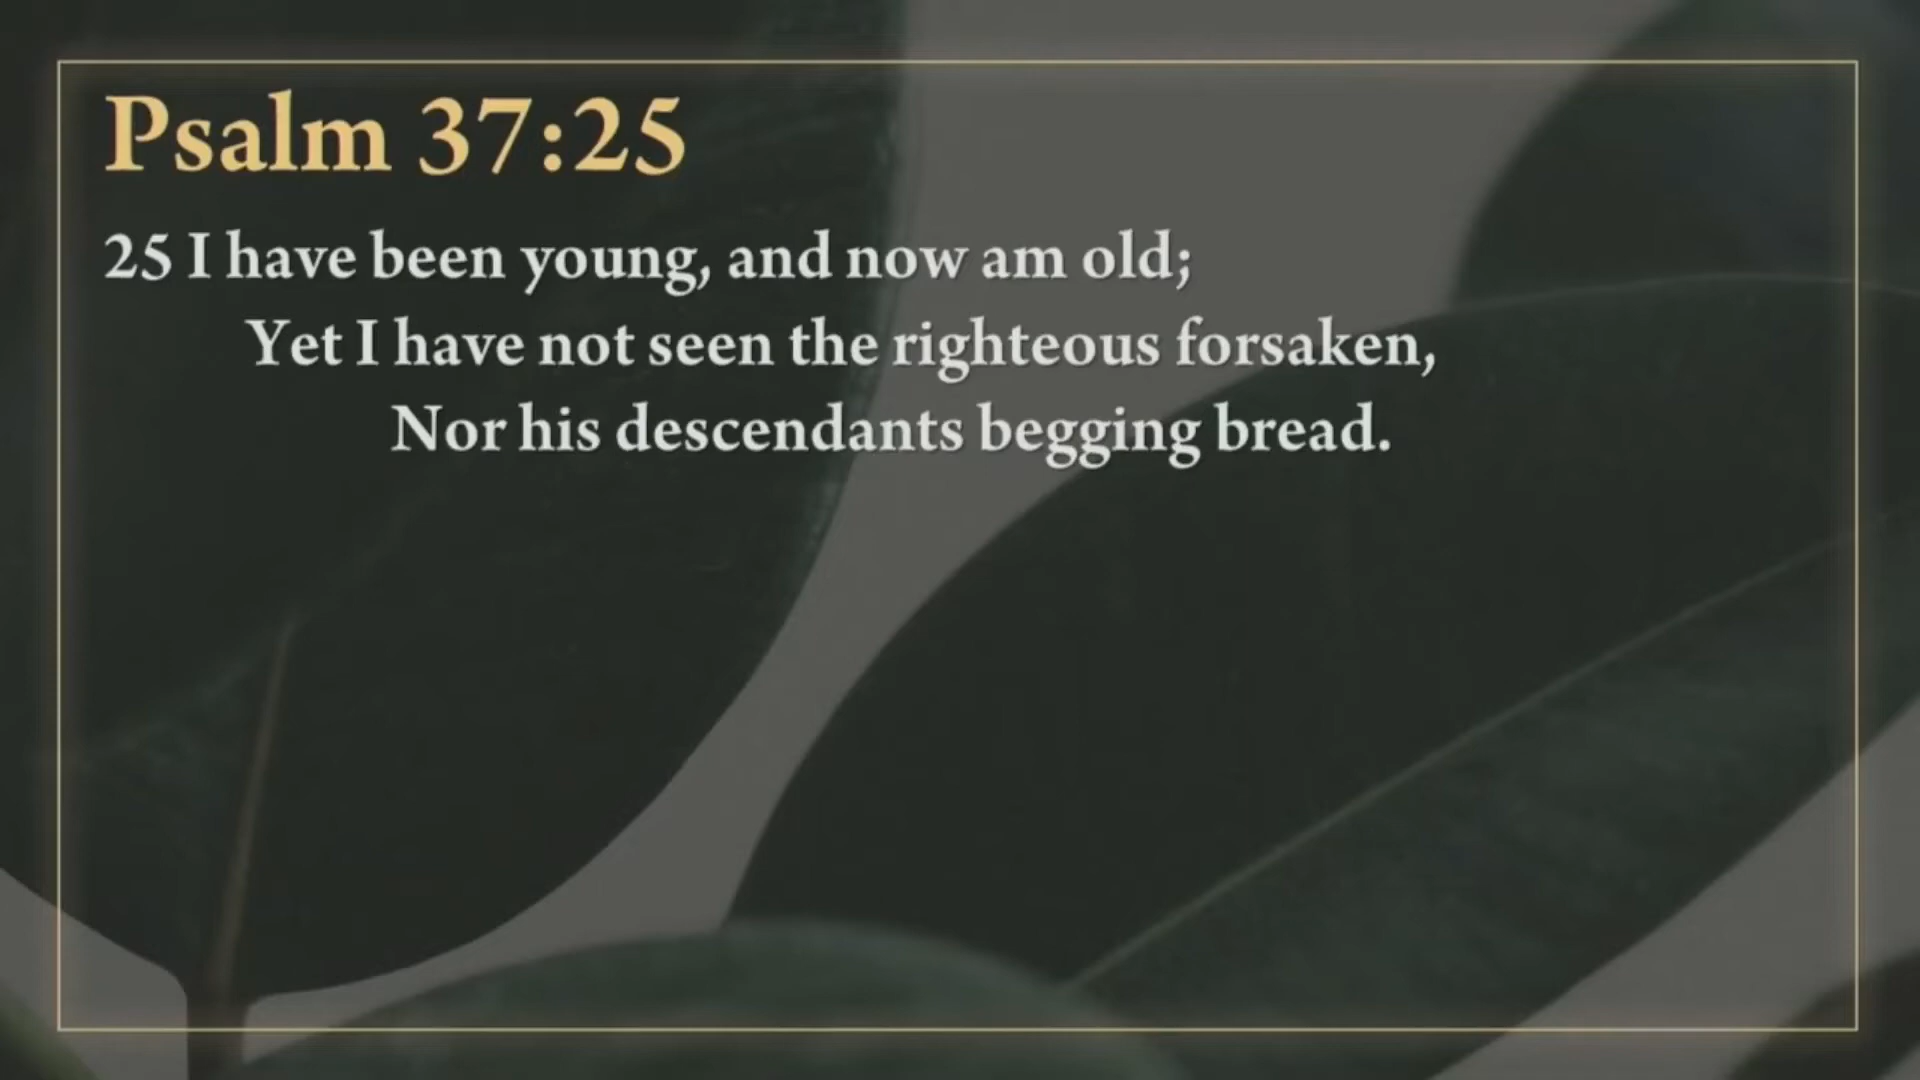 Psalm 37:25
25 I have been young, and now am old;
Yet I have not seen the righteous forsaken,
Nor his descendants begging bread.